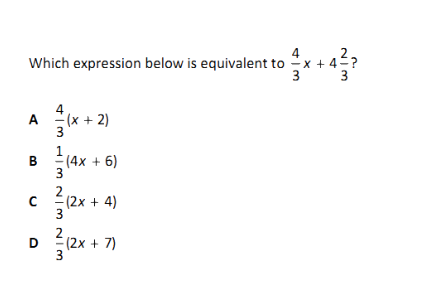 Which expression below is equivalent to 4/3 x + 4 2/3?
A 4/3 (x + 2)
B 1/3 (4x + 6)
C 2/3 (2x + 4)
D 2/3 (2x + 7)